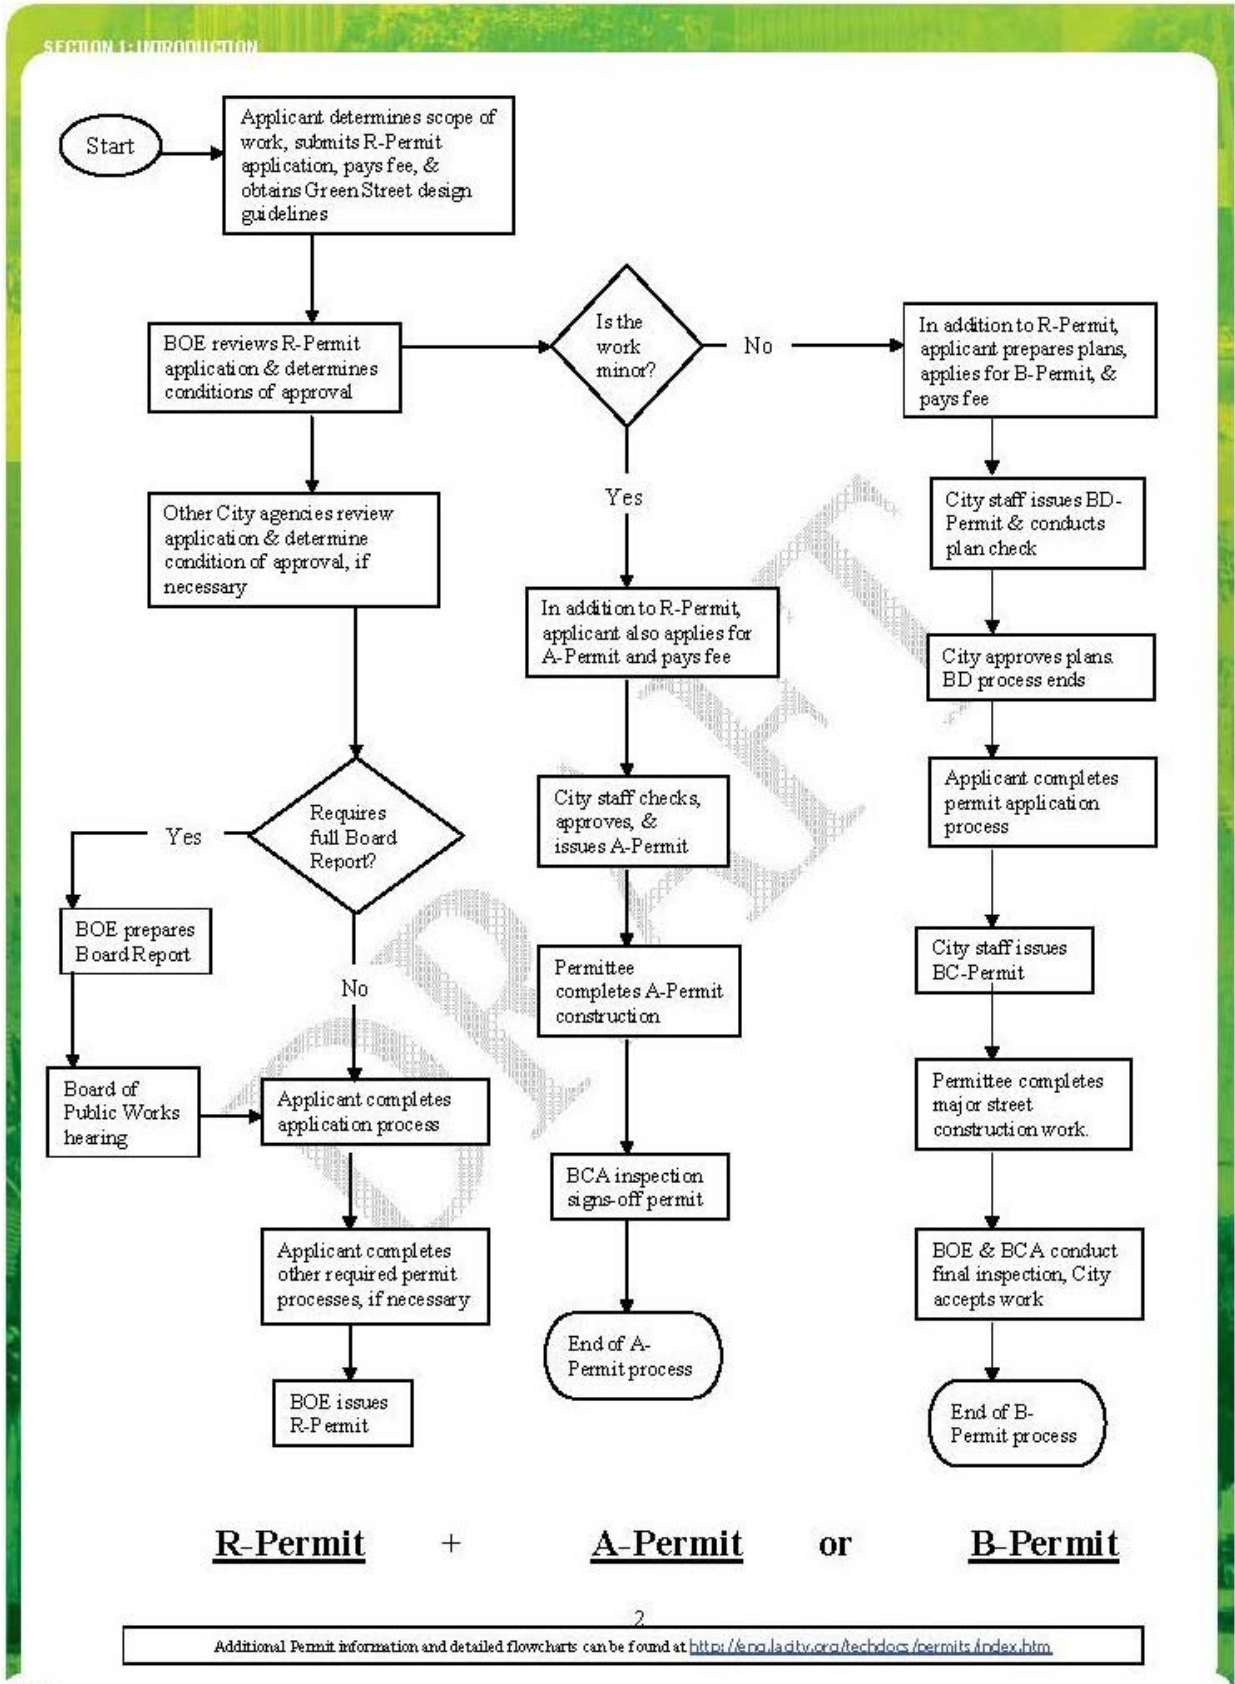 SECTION 1: INTRODUCTION
Start
Applicant determines scope of
work, submits R-Permit
application, pays fee, &
obtains Green Street design
guidelines
BOE reviews R-Permit
application & determines
conditions of approval
Is the
work
minor?
No
In addition to R-Permit,
applicant prepares plans,
applies for B-Permit, &
pays fee
Yes
Other City agencies review
application & determine
condition of approval, if
necessary
City staff issues BD-
Permit & conducts
plan check
In addition to R-Permit,
applicant also applies for
A-Permit and pays fee
City approves plans.
BD process ends
Requires
full Board
Report?
Yes
No
City staff checks,
approves, &
issues A-Permit
Applicant completes
permit application
process
BOE prepares
Board Report
Permittee
completes A-Permit
construction
City staff issues
BC-Permit
Board of
Public Works
hearing
Applicant completes
application process
Permittee completes
major street
construction work.
BCA inspection
signs-off permit
Applicant completes
other required permit
processes, if necessary
BOE & BCA conduct
final inspection, City
accepts work
End of A-
Permit process
BOE issues
R-Permit
End of B-
Permit process
DRAFT
R-Permit + A-Permit or B-Permit
2
Additional Permit information and detailed flowcharts can be found at http://eng.lacity.org/techdocs/permits/index.htm